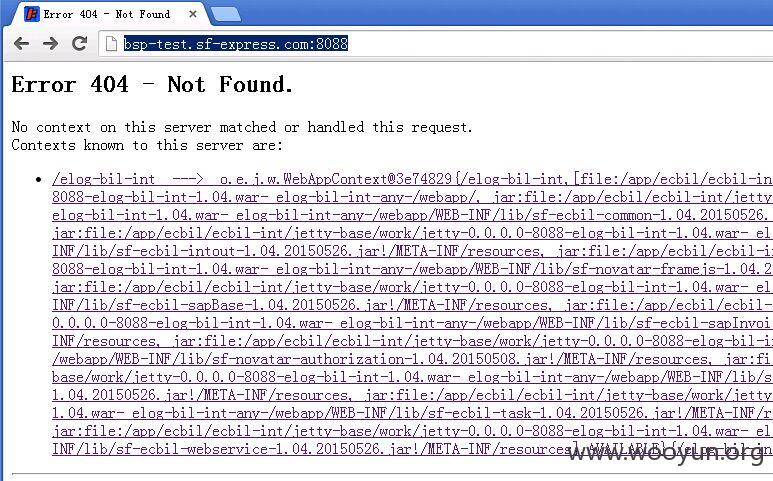 Error 404 - Not Found
bsp-test.sf-express.com:8088
Error 404 - Not Found.
No context on this server matched or handled this request.
Contexts known to this server are:
/elog-bil-int ---> o.e.j.w.WebAppContext@3e74829{/elog-bil-int,[file:/app/ecbil/ecbil-in
8088-elog-bil-int-1.04.war-_elog-bil-int-any-/webapp/, jar:file:/app/ecbil/ecbil-int/jetty
elog-bil-int-1.04.war-_elog-bil-int-any-/webapp/WEB-INF/lib/sf-ecbil-common-1.04.20150526.
jar:file:/app/ecbil/ecbil-int/jetty-base/work/jetty-0.0.0.0-8088-elog-bil-int-1.04.war-_el
INF/lib/sf-ecbil-intout-1.04.20150526.jar!/META-INF/resources, jar:file:/app/ecbil/ecbil-i
8088-elog-bil-int-1.04.war-_elog-bil-int-any-/webapp/WEB-INF/lib/sf-novatar-framejs-1.04.2
jar:file:/app/ecbil/ecbil-int/jetty-base/work/jetty-0.0.0.0-8088-elog-bil-int-1.04.war-_el
INF/lib/sf-ecbil-sapBase-1.04.20150526.jar!/META-INF/resources, jar:file:/app/ecbil/ecbil-
0.0.0.0-8088-elog-bil-int-1.04.war-_elog-bil-int-any-/webapp/WEB-INF/lib/sf-ecbil-sapInvoi
INF/resources, jar:file:/app/ecbil/ecbil-int/jetty-base/work/jetty-0.0.0.0-8088-elog-bil-i
/webapp/WEB-INF/lib/sf-novatar-authorization-1.04.20150508.jar!/META-INF/resources, jar:fi
base/work/jetty-0.0.0.0-8088-elog-bil-int-1.04.war-_elog-bil-int-any-/webapp/WEB-INF/lib/s
1.04.20150526.jar!/META-INF/resources, jar:file:/app/ecbil/ecbil-int/jetty-base/work/jetty
1.04.war-_elog-bil-int-any-/webapp/WEB-INF/lib/sf-ecbil-task-1.04.20150526.jar!/META-INF/r
jar:file:/app/ecbil/ecbil-int/jetty-base/work/jetty-0.0.0.0-8088-elog-bil-int-1.04.war-_el
INF/lib/sf-ecbil-webservice-1.04.20150526.jar!/META-INF/resources],AVAILABLE}{/elog-bil-in
www.wooyun.org